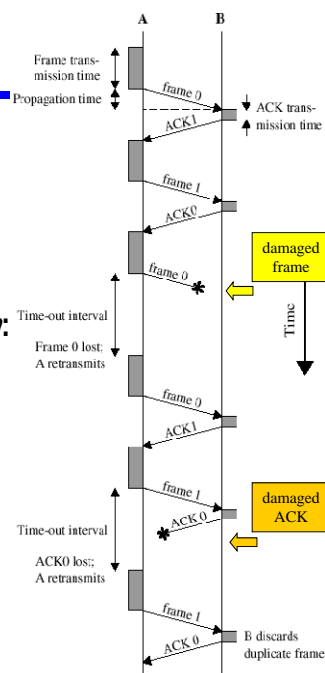 A
B
Frame trans-
mission time
frame 0
Propagation time
ACK trans-
mission time
ACK1
frame 1
ACK0
frame 0
damaged
frame
Time
Time-out interval
Frame 0 lost;
A retransmits
frame 0
ACK1
frame 1
damaged
ACK
ACK 0
Time-out interval
ACK0 lost;
A retransmits
frame 1
B discards
duplicate frame
ACK 0